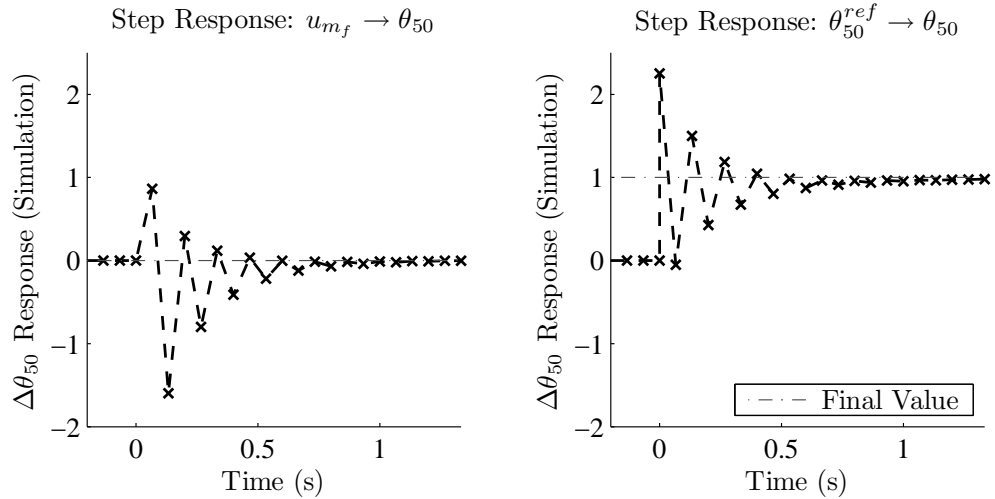 Step Response: u_{m_f} → θ_{50}
Δθ_{50} Response (Simulation)
2
1
0
−1
−2
0
0.5
1
Time (s)
Step Response: θ_{50}^{ref} → θ_{50}
Δθ_{50} Response (Simulation)
2
1
0
−1
−2
Final Value
0
0.5
1
Time (s)